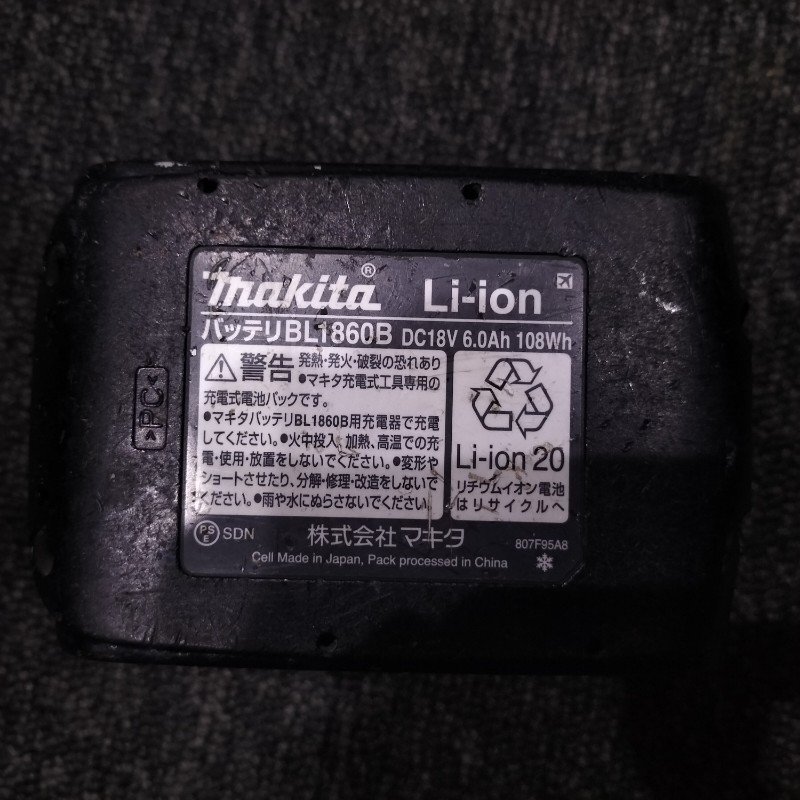 makita® Li-ion
バッテリBL1860B DC18V 6.0Ah 108Wh
警告 発熱・発火・破裂の恐れあり
●マキタ充電式工具専用の
充電式電池パックです。
●マキタバッテリBL1860B用充電器で充電
してください。●火中投入、加熱、高温での充
電・使用・放置をしないでください。●変形や
ショートさせたり、分解・修理・改造をしないで
ください。●雨や水にぬらさないでください。
Li-ion 20
リチウムイオン電池
はリサイクルへ
PS
E SDN
株式会社マキタ
807F95A8
Cell Made in Japan, Pack processed in China
>PC<